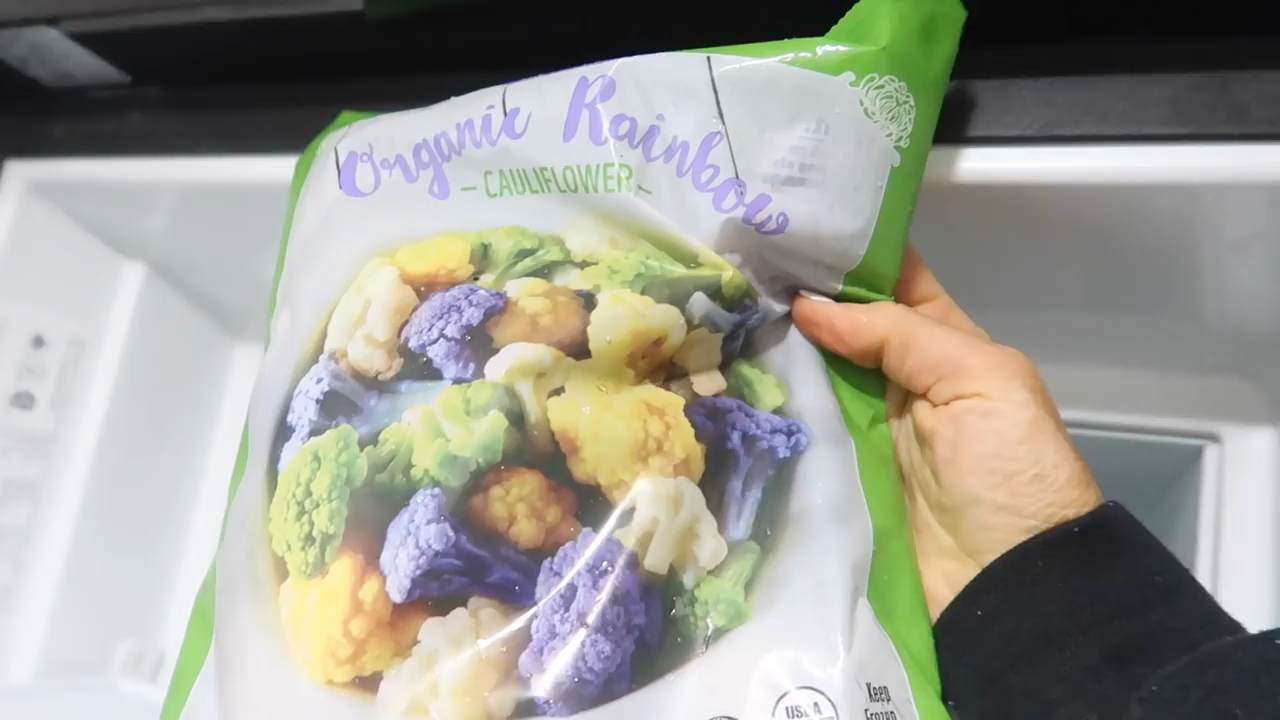 Organic Rainbow
– CAULIFLOWER –
USDA
Keep
Frozen